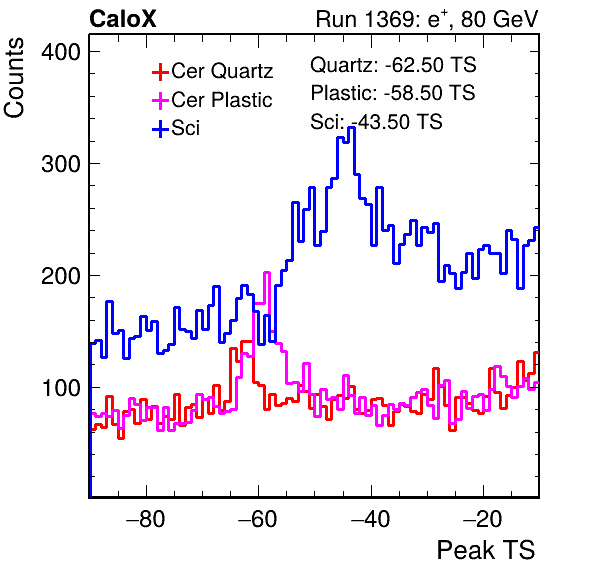 CaloX Run 1369: e⁺, 80 GeV
Counts
400
300
200
100
Cer Quartz
Cer Plastic
Sci
Quartz: -62.50 TS
Plastic: -58.50 TS
Sci: -43.50 TS
−80 −60 −40 −20
Peak TS